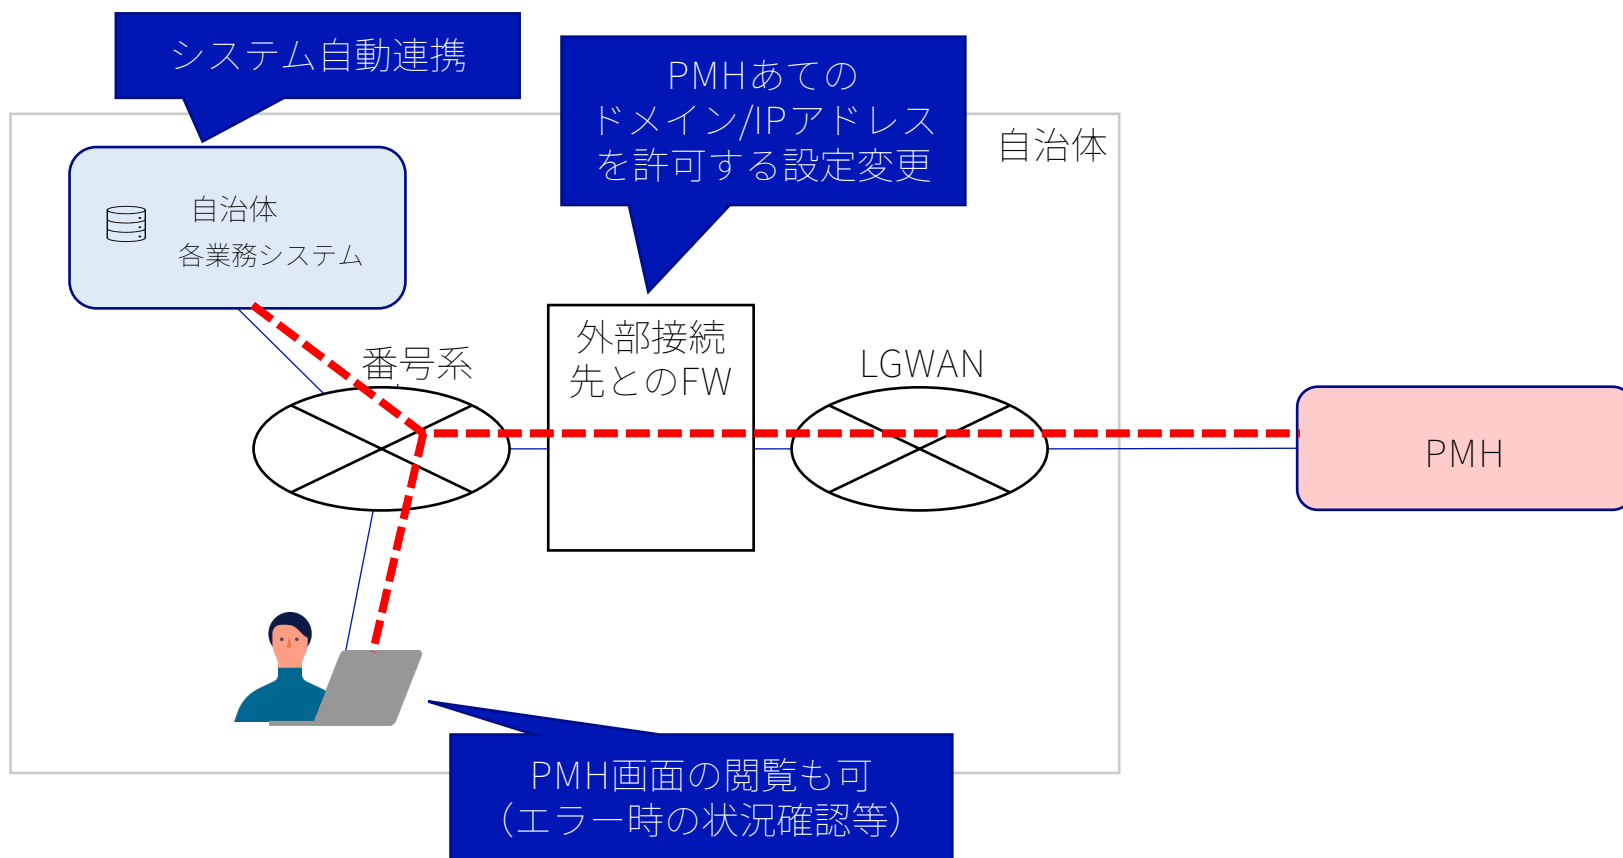 システム自動連携
PMHあての
ドメイン/IPアドレス
を許可する設定変更
自治体
自治体
各業務システム
番号系
外部接続
先とのFW
LGWAN
PMH
PMH画面の閲覧も可
（エラー時の状況確認等）